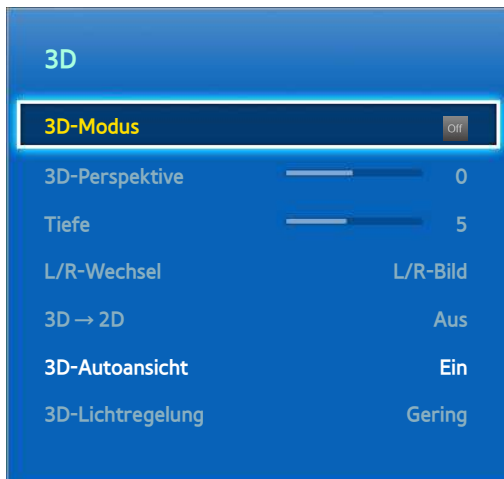 3D
3D-Modus Off
3D-Perspektive 0
Tiefe 5
L/R-Wechsel L/R-Bild
3D → 2D Aus
3D-Autoansicht Ein
3D-Lichtregelung Gering